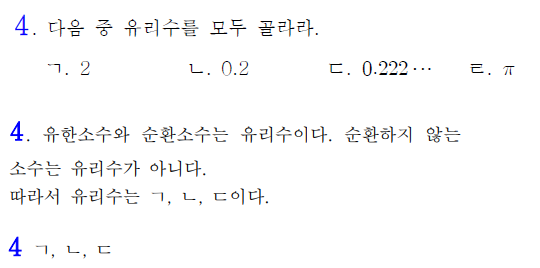 4. 다음 중 유리수를 모두 골라라.
ㄱ. 2 ㄴ. 0.2 ㄷ. 0.222⋯ ㄹ. π
4. 유한소수와 순환소수는 유리수이다. 순환하지 않는
소수는 유리수가 아니다.
따라서 유리수는 ㄱ, ㄴ, ㄷ이다.
4 ㄱ, ㄴ, ㄷ